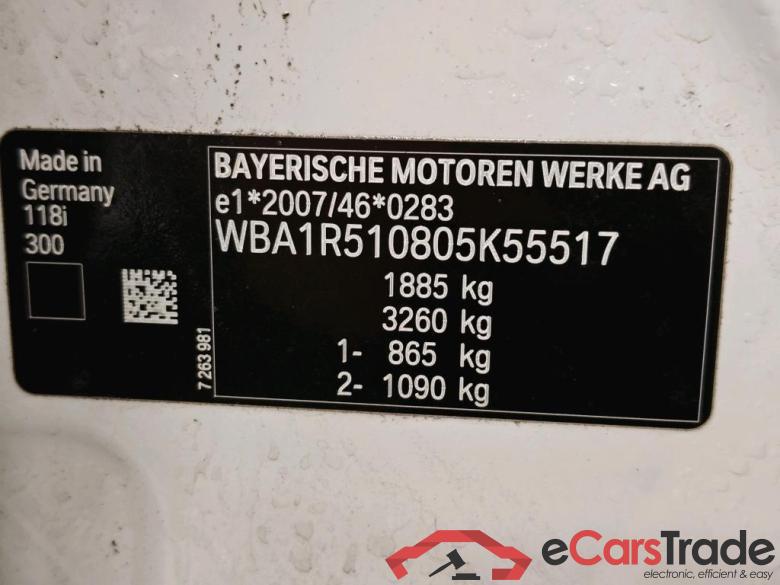 Made in
Germany
118i
300
7 263 981
BAYERISCHE MOTOREN WERKE AG
e1*2007/46*0283
WBA1R510805K55517
1885 kg
3260 kg
1- 865 kg
2- 1090 kg
eCarsTrade
electronic, efficient & easy